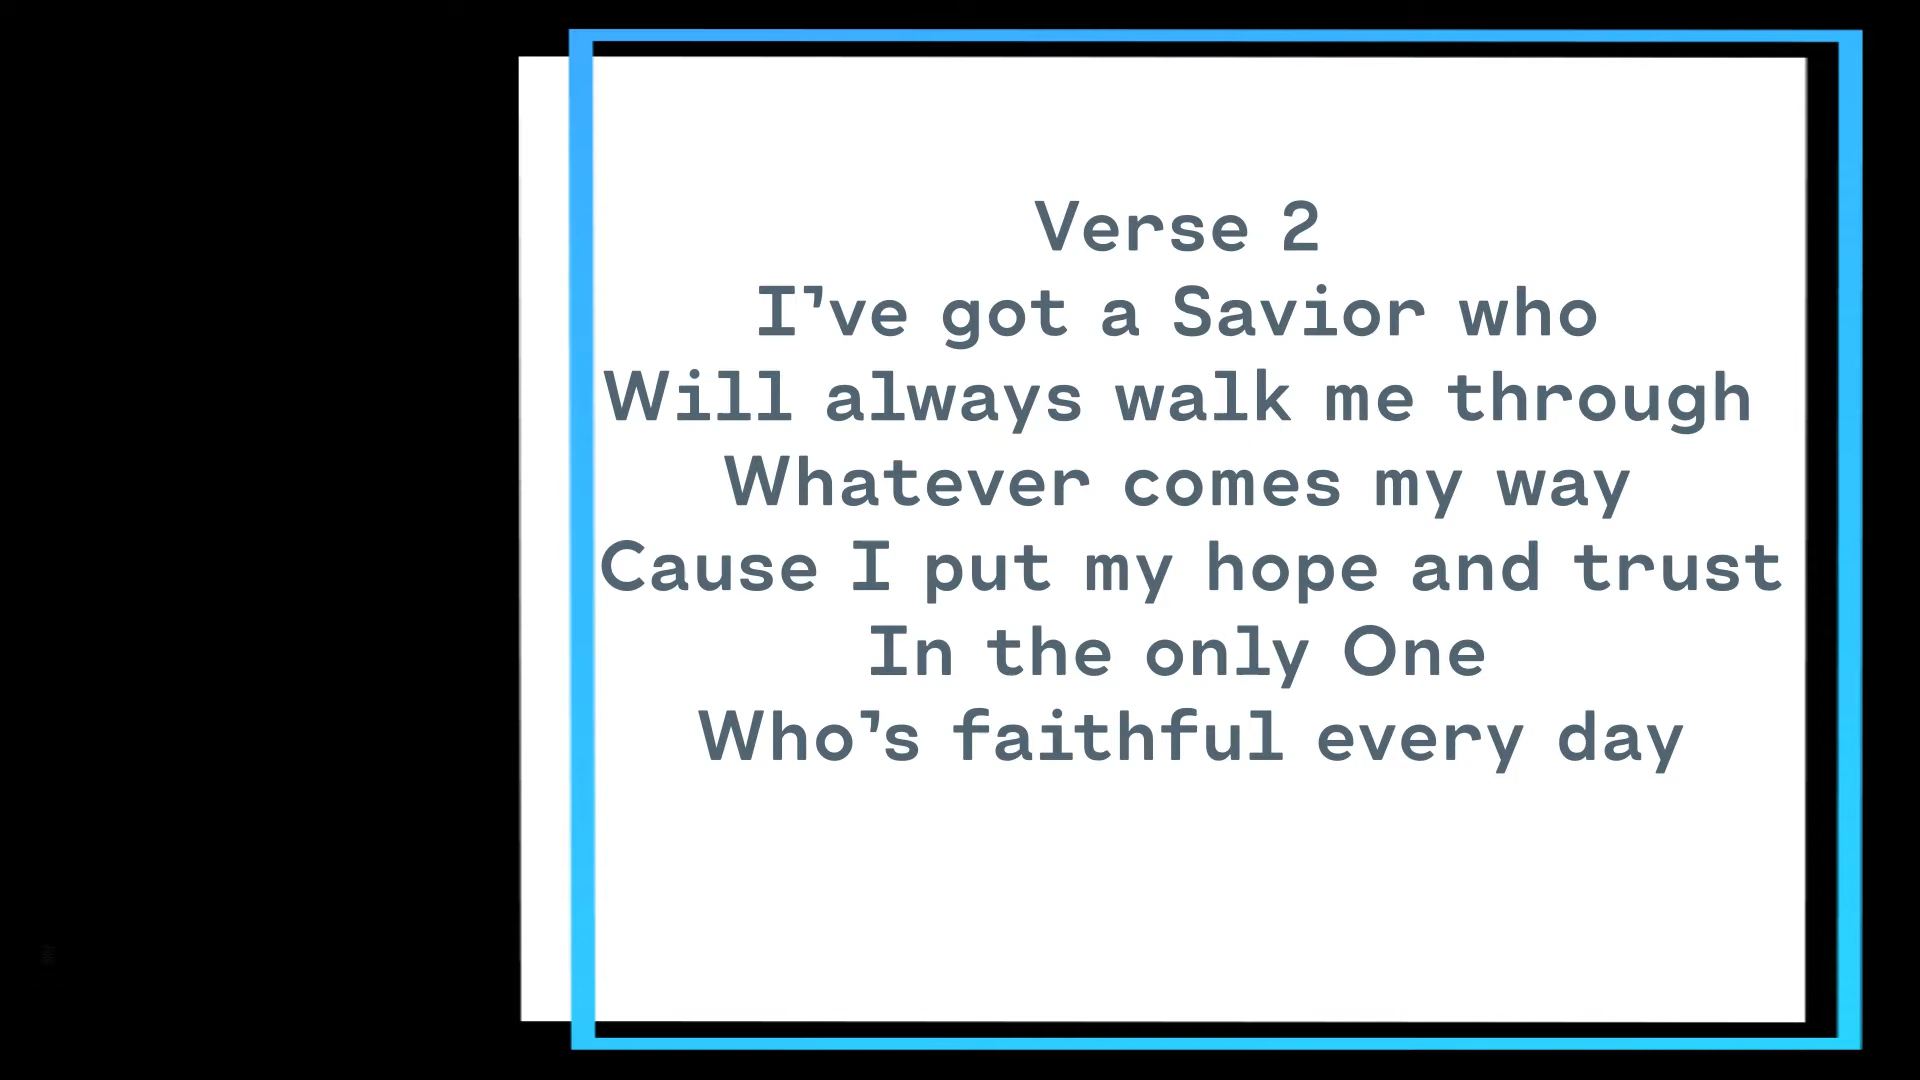 Verse 2
I’ve got a Savior who
Will always walk me through
Whatever comes my way
Cause I put my hope and trust
In the only One
Who’s faithful every day